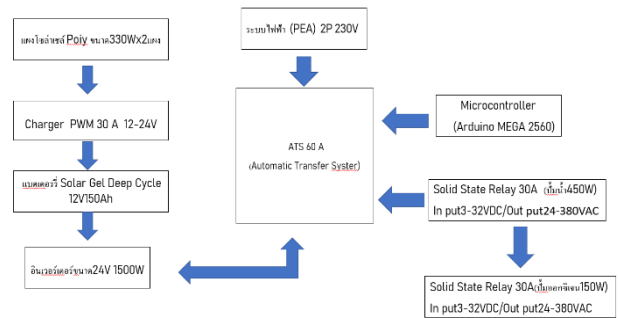 แผงโซล่าเซล์ Poiy ขนาด330Wx2แผง
Charger PWM 30 A 12-24V
แบตเตอรี่ Solar Gel Deep Cycle
12V150Ah
อินเวอร์เตอร์ขนาด24V 1500W
ระบบไฟฟ้า (PEA) 2P 230V
ATS 60 A
(Automatic Transfer Syster)
Microcontroller
(Arduino MEGA 2560)
Solid State Relay 30A (ปั๊มน้ำ450W)
In put3-32VDC/Out put24-380VAC
Solid State Relay 30A(ปั๊มออกซิเจน150W)
In put3-32VDC/Out put24-380VAC